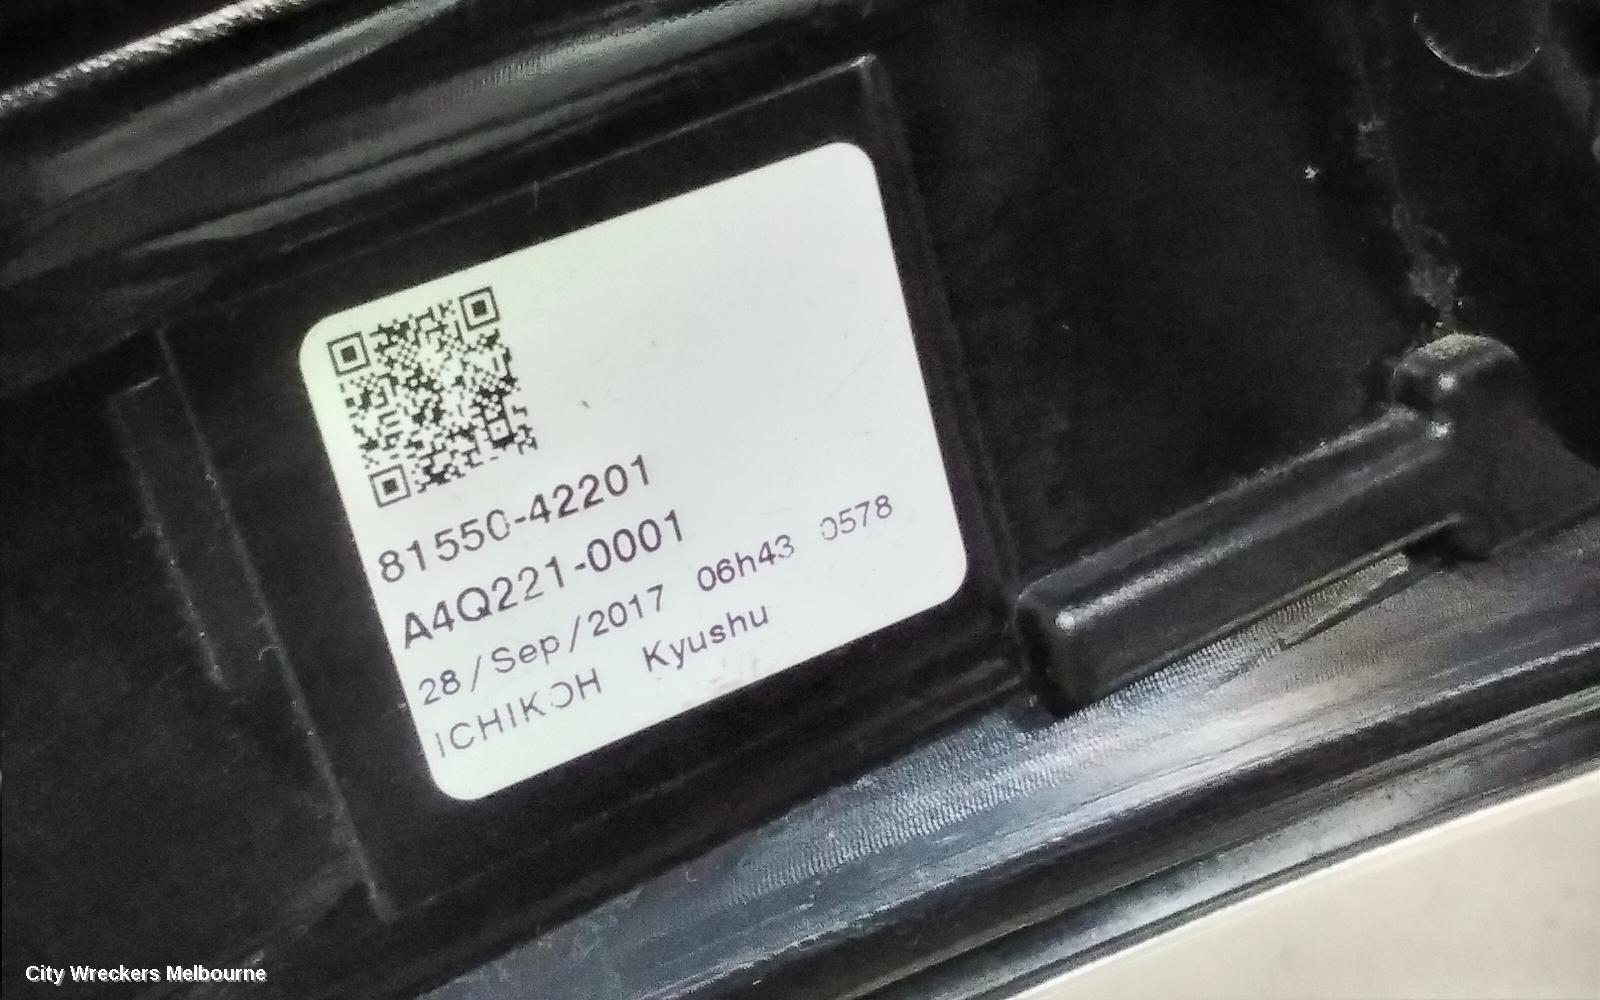 81550-42201
A4Q221-0001
28/Sep/2017 06h43 0578
ICHIKOH Kyushu
City Wreckers Melbourne